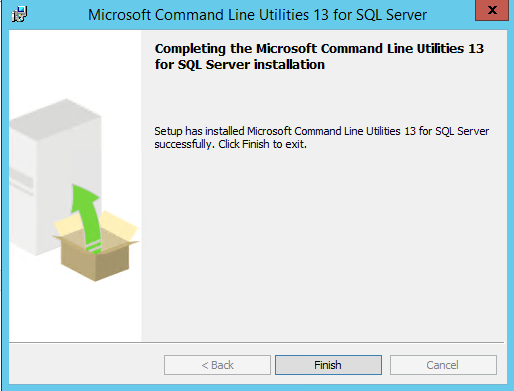 Microsoft Command Line Utilities 13 for SQL Server
x
Completing the Microsoft Command Line Utilities 13
for SQL Server installation
Setup has installed Microsoft Command Line Utilities 13 for SQL Server
successfully. Click Finish to exit.
< Back
Finish
Cancel